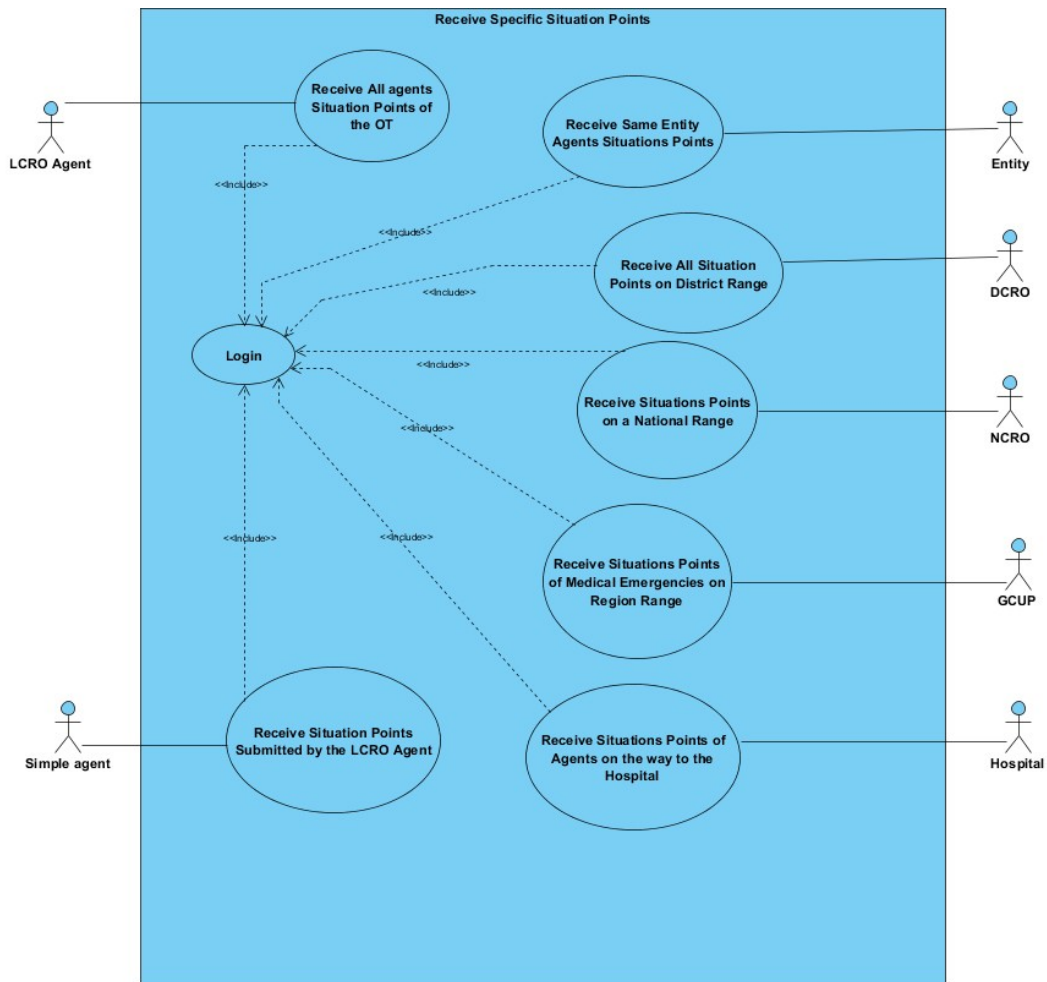 Receive Specific Situation Points
Receive All agents
Situation Points of
the OT
LCRO Agent
Receive Same Entity
Agents Situations Points
Entity
<<Include>>
<<Include>>
Receive All Situation
Points on District Range
DCRO
<<Include>>
Login
<<Include>>
Receive Situations Points
on a National Range
NCRO
<<Include>>
<<Include>>
<<Include>>
Receive Situations Points
of Medical Emergencies on
Region Range
GCUP
Receive Situation Points
Submitted by the LCRO Agent
Simple agent
Receive Situations Points of
Agents on the way to the
Hospital
Hospital